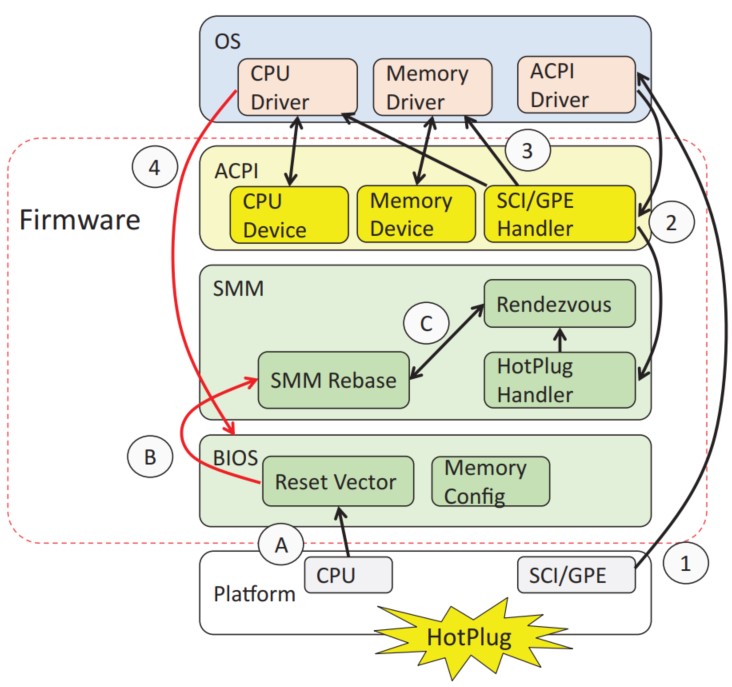 OS
CPU
Driver
Memory
Driver
ACPI
Driver
4
3
ACPI
CPU
Device
Memory
Device
SCI/GPE
Handler
2
Firmware
SMM
Rendezvous
C
SMM Rebase
HotPlug
Handler
B
BIOS
Reset Vector
Memory
Config
A
1
CPU
SCI/GPE
Platform
HotPlug